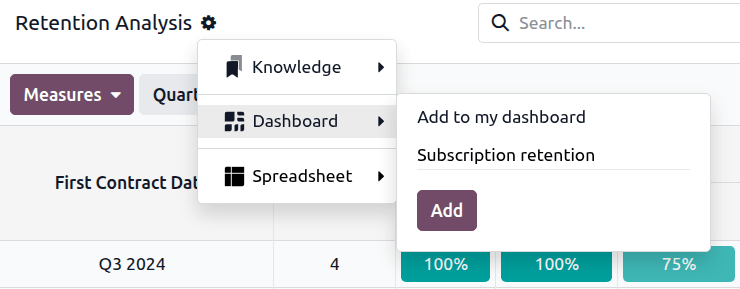 Retention Analysis
Search...
Knowledge
Measures
Quart
Dashboard
Add to my dashboard
Subscription retention
Spreadsheet
First Contract Dat
Add
Q3 2024
4
100%
100%
75%